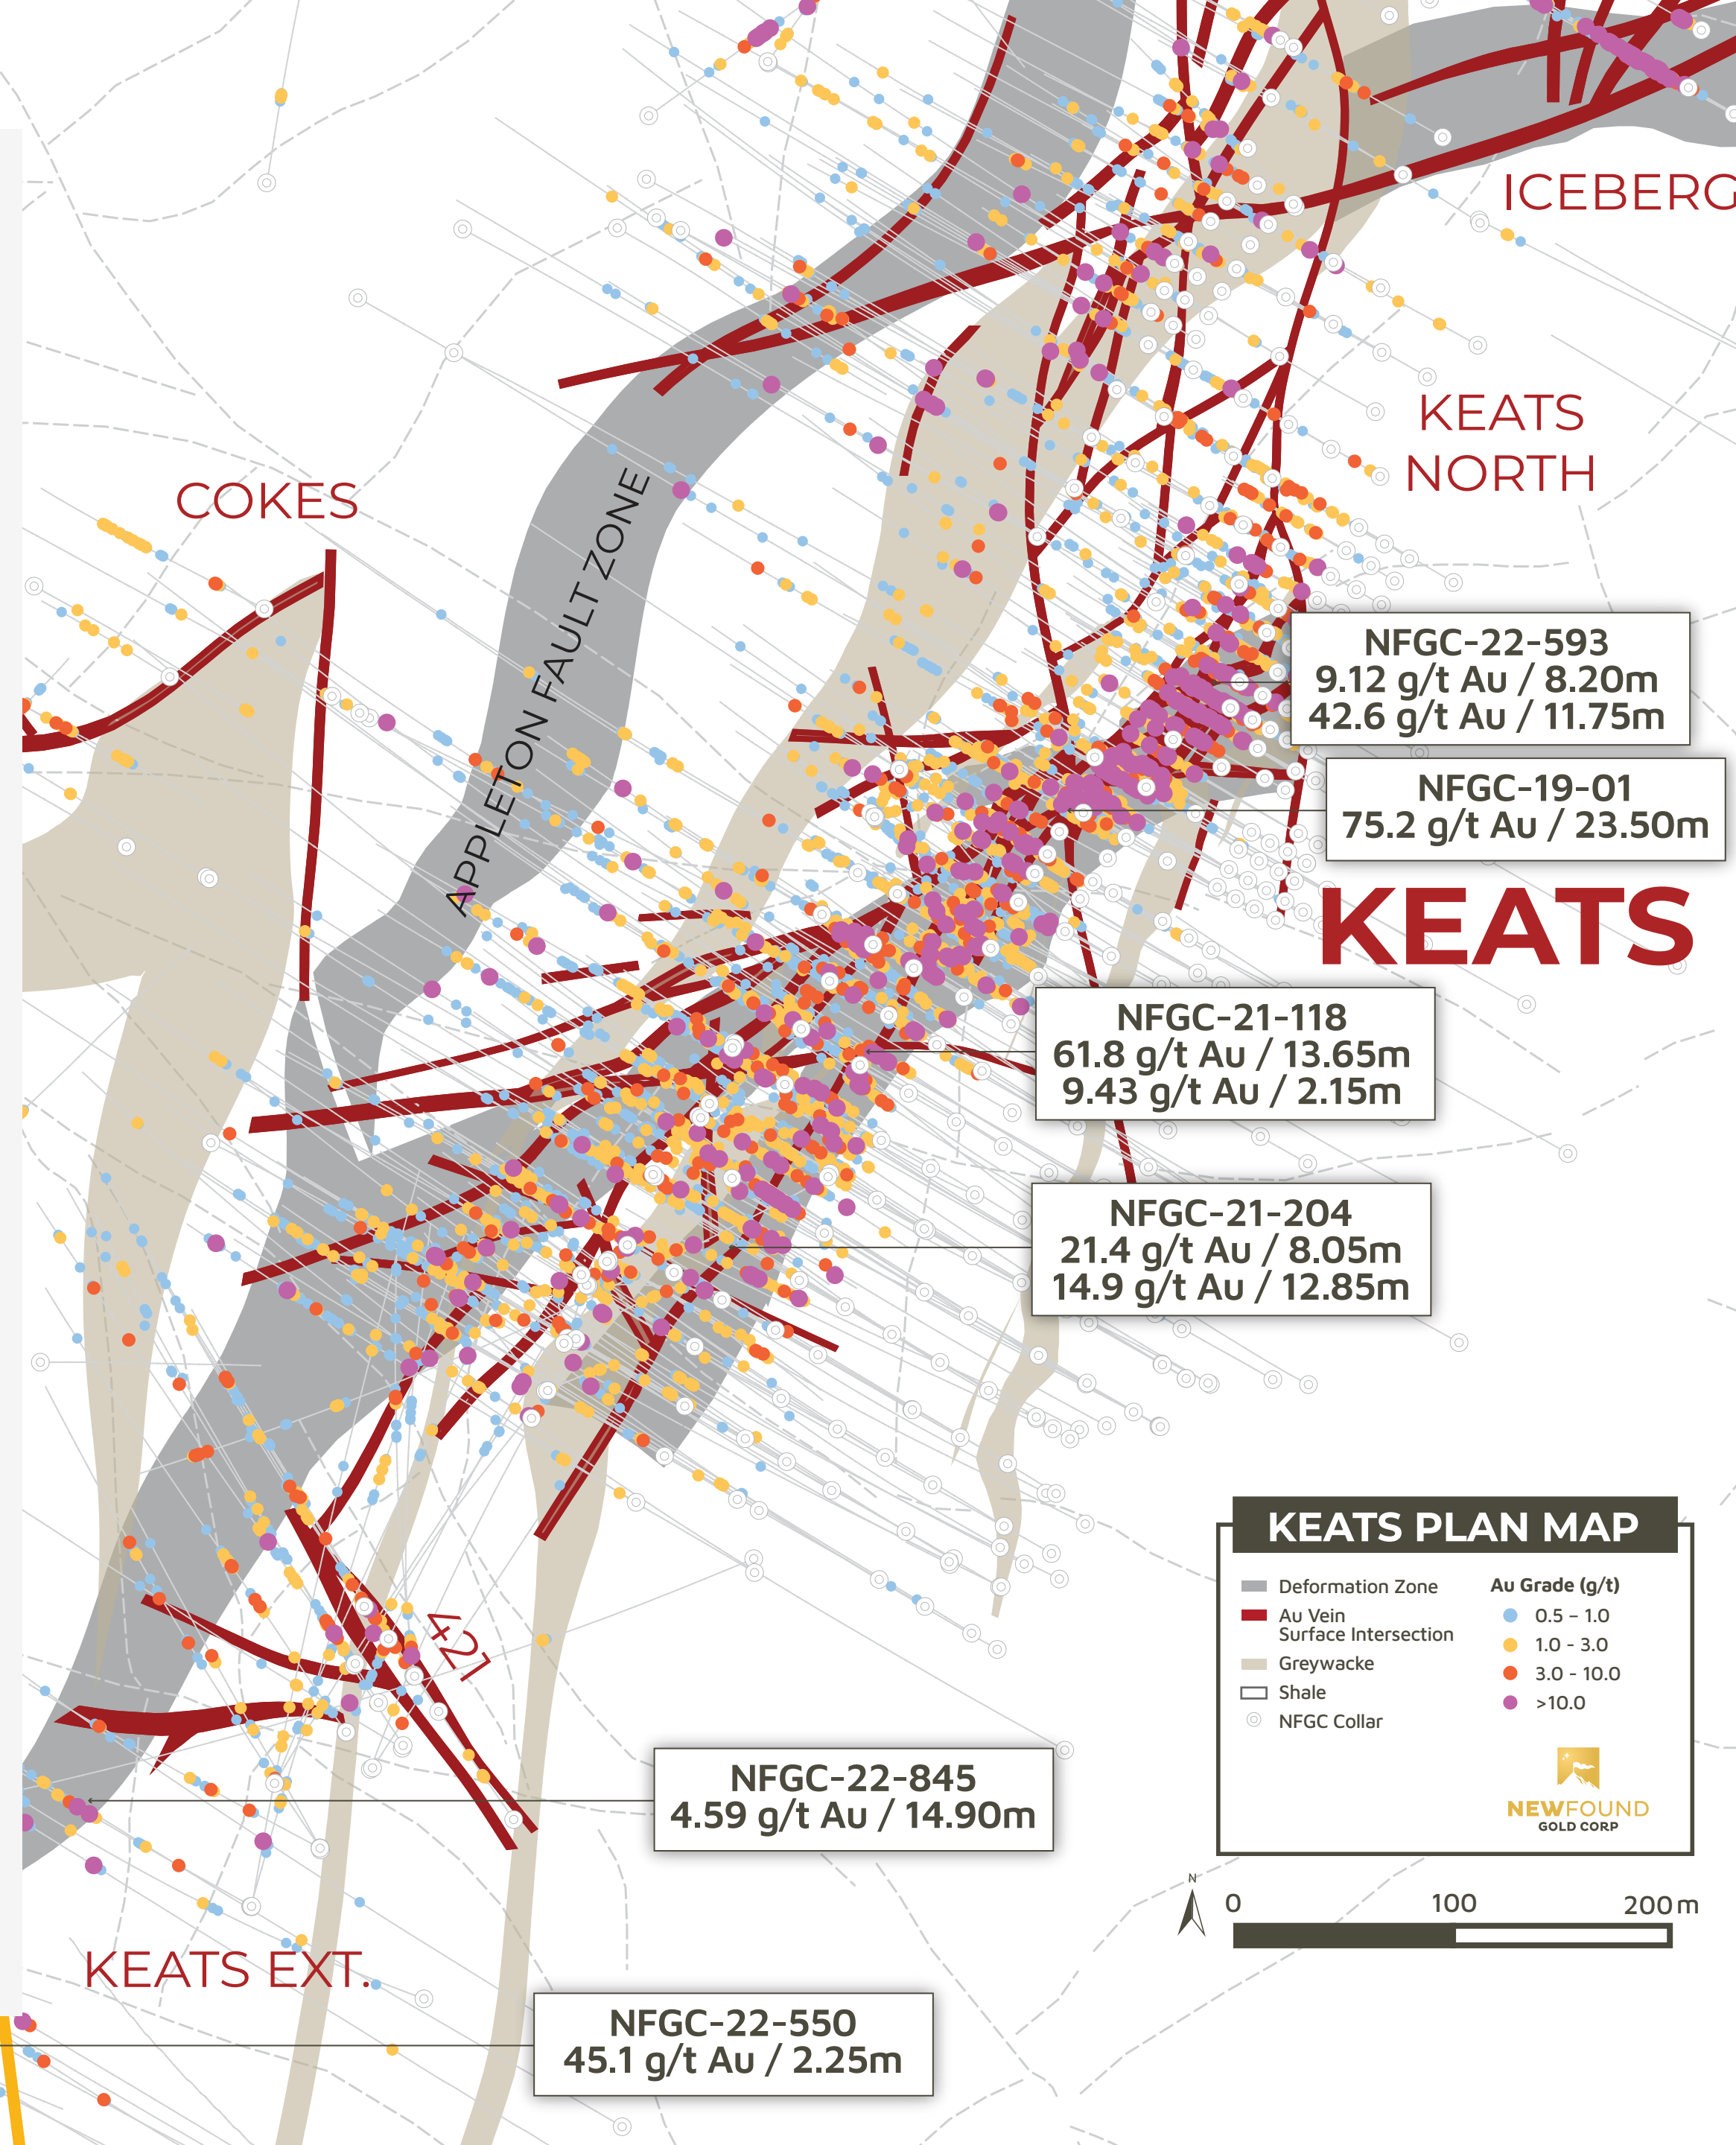 ICEBERG
KEATS
NORTH
COKES
APPLETON FAULT ZONE
NFGC-22-593
9.12 g/t Au / 8.20m
42.6 g/t Au / 11.75m
NFGC-19-01
75.2 g/t Au / 23.50m
KEATS
NFGC-21-118
61.8 g/t Au / 13.65m
9.43 g/t Au / 2.15m
NFGC-21-204
21.4 g/t Au / 8.05m
14.9 g/t Au / 12.85m
421
NFGC-22-845
4.59 g/t Au / 14.90m
KEATS EXT.
NFGC-22-550
45.1 g/t Au / 2.25m
KEATS PLAN MAP
Deformation Zone
Au Vein
Surface Intersection
Greywacke
Shale
NFGC Collar
Au Grade (g/t)
0.5 – 1.0
1.0 - 3.0
3.0 - 10.0
>10.0
NEWFOUND
GOLD CORP
N
0 100 200 m